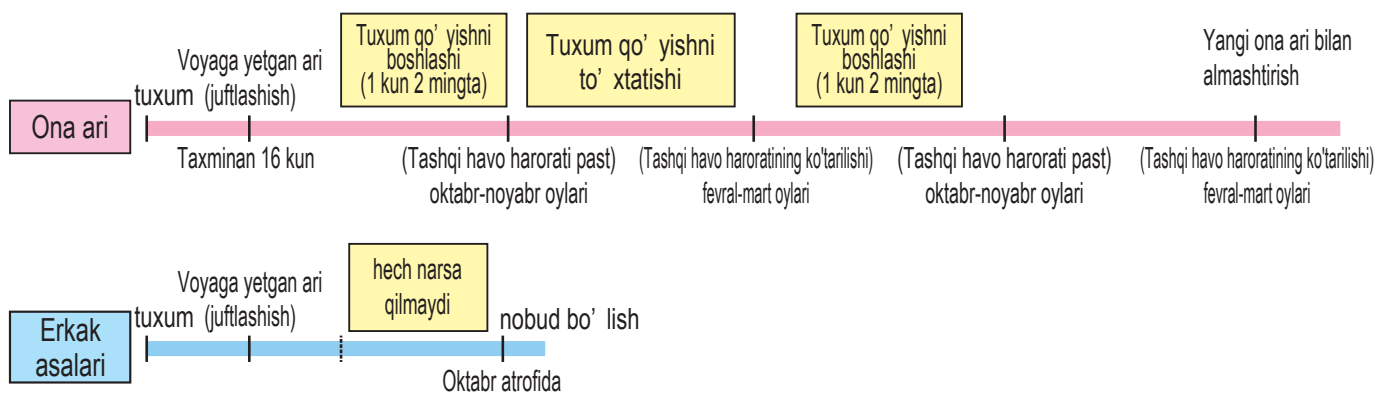 Ona ari
tuxum
Voyaga yetgan ari
(juftlashish)
Taxminan 16 kun
Tuxum qo’ yishni
boshlashi
(1 kun 2 mingta)
(Tashqi havo harorati past)
oktabr-noyabr oylari
Tuxum qo’ yishni
to’ xtatishi
(Tashqi havo haroratining ko'tarilishi)
fevral-mart oylari
Tuxum qo’ yishni
boshlashi
(1 kun 2 mingta)
(Tashqi havo harorati past)
oktabr-noyabr oylari
Yangi ona ari bilan
almashtirish
(Tashqi havo haroratining ko'tarilishi)
fevral-mart oylari
Erkak
asalari
tuxum
Voyaga yetgan ari
(juftlashish)
hech narsa
qilmaydi
nobud bo’ lish
Oktabr atrofida